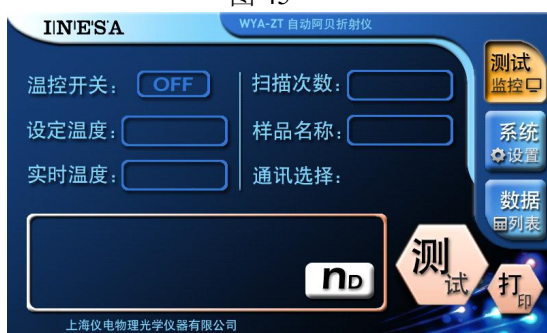 图 43
INESA
WYA-ZT 自动阿贝折射仪
温控开关：
OFF
扫描次数：
设定温度：
样品名称：
实时温度：
通讯选择：
测试
监控
系统
设置
数据
列表
nD
测试
打印
上海仪电物理光学仪器有限公司